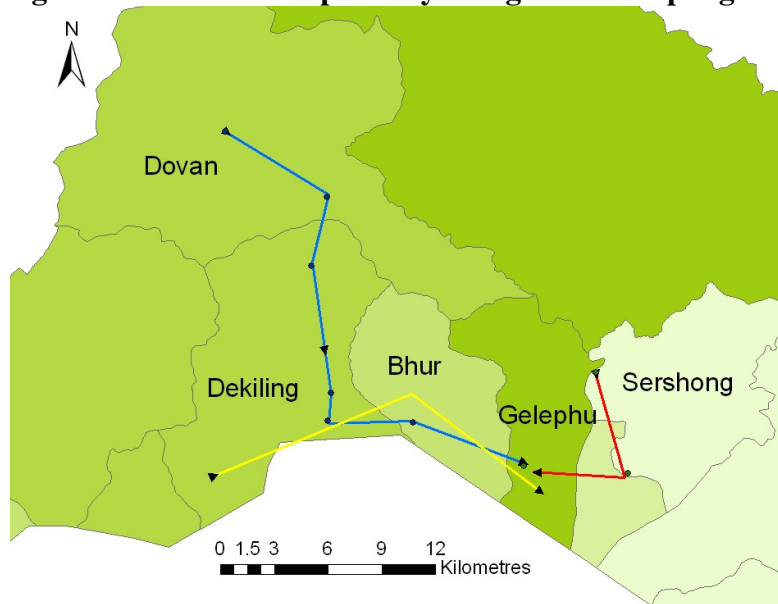 N
Dovan
Bhur
Dekiling
Sershong
Gelephu
0 1.5 3 6 9 12
Kilometres